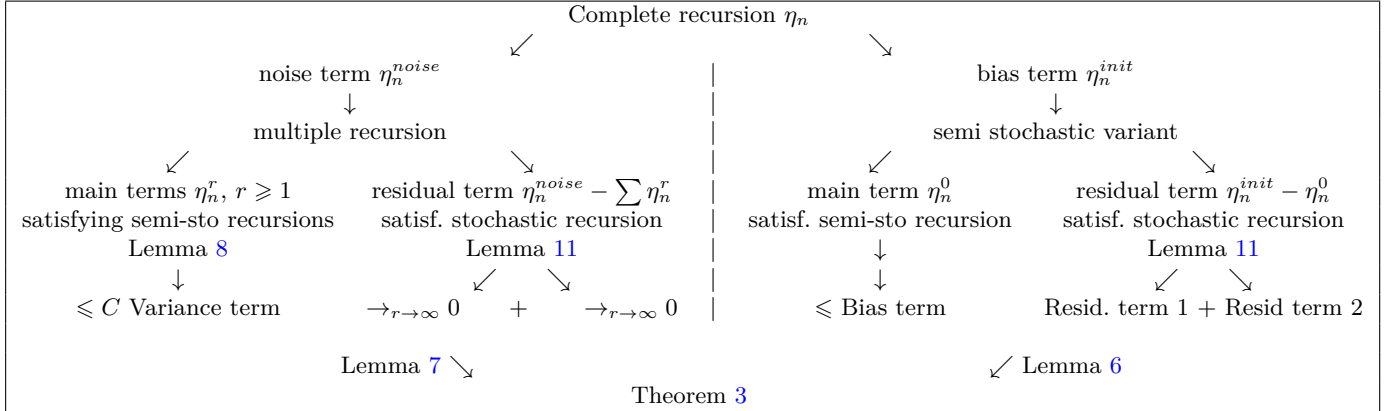 Complete recursion η_n
↙ ↘
noise term η_n^{noise} | bias term η_n^{init}
↓ | ↓
multiple recursion | semi stochastic variant
↙ ↘ | ↙ ↘
main terms η_n^r, r ⩾ 1 residual term η_n^{noise} − ∑ η_n^r | main term η_n^0 residual term η_n^{init} − η_n^0
satisfying semi-sto recursions satisf. stochastic recursion | satisf. semi-sto recursion satisf. stochastic recursion
Lemma 8 Lemma 11 | ↓ Lemma 11
↓ ↙ ↘ | ↓ ↙ ↘
⩽ C Variance term →_{r→∞} 0 + →_{r→∞} 0 | ⩽ Bias term Resid. term 1 + Resid term 2
Lemma 7 ↘ ↙ Lemma 6
Theorem 3